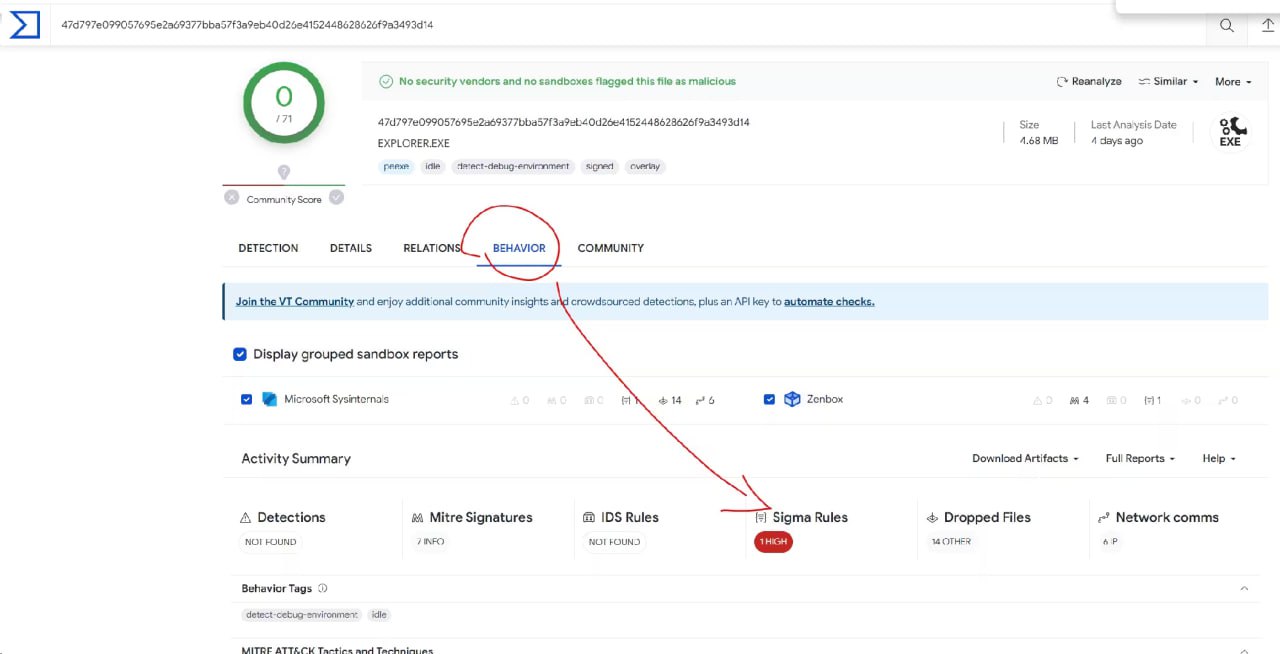 47d797e099057695e2a69377bba57f3a9eb40d26e4152448628626f9a3493d14
0
/ 71
No security vendors and no sandboxes flagged this file as malicious
Reanalyze
Similar
More
47d797e099057695e2a69377bba57f3a9eb40d26e4152448628626f9a3493d14
EXPLORER.EXE
Size
4.68 MB
Last Analysis Date
4 days ago
EXE
peexe
idle
detect-debug-environment
signed
overlay
?
Community Score
DETECTION
DETAILS
RELATIONS
BEHAVIOR
COMMUNITY
Join the VT Community and enjoy additional community insights and crowdsourced detections, plus an API key to automate checks.
Display grouped sandbox reports
Microsoft Sysinternals
0
0
0
1
14
6
Zenbox
0
4
0
1
0
0
Activity Summary
Download Artifacts
Full Reports
Help
Detections
NOT FOUND
Mitre Signatures
7 INFO
IDS Rules
NOT FOUND
Sigma Rules
1 HIGH
Dropped Files
14 OTHER
Network comms
6 IP
Behavior Tags
detect-debug-environment
idle
MITRE ATT&CK Tactics and Techniques